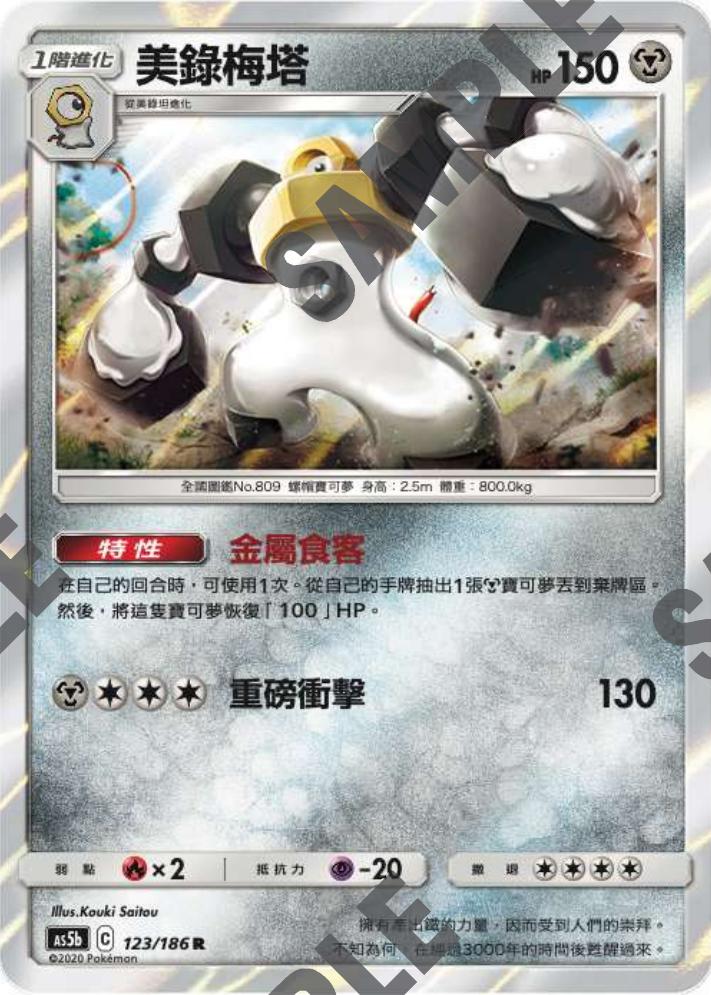 1階進化 美錄梅塔 HP 150
從美錄坦進化
SAMPLE
全國圖鑑No.809 螺帽寶可夢 身高：2.5m 體重：800.0kg
特性 金屬食客
在自己的回合時，可使用1次。從自己的手牌抽出1張寶可夢丟到棄牌區。
然後，將這隻寶可夢恢復「100」HP。
重磅衝擊 130
弱點 ×2 抵抗力 -20 撤退
Illus.Kouki Saitou
擁有產出鐵的力量，因而受到人們的崇拜。
AS5b C 123/186 R
不知為何，在經過3000年的時間後甦醒過來。
©2020 Pokémon